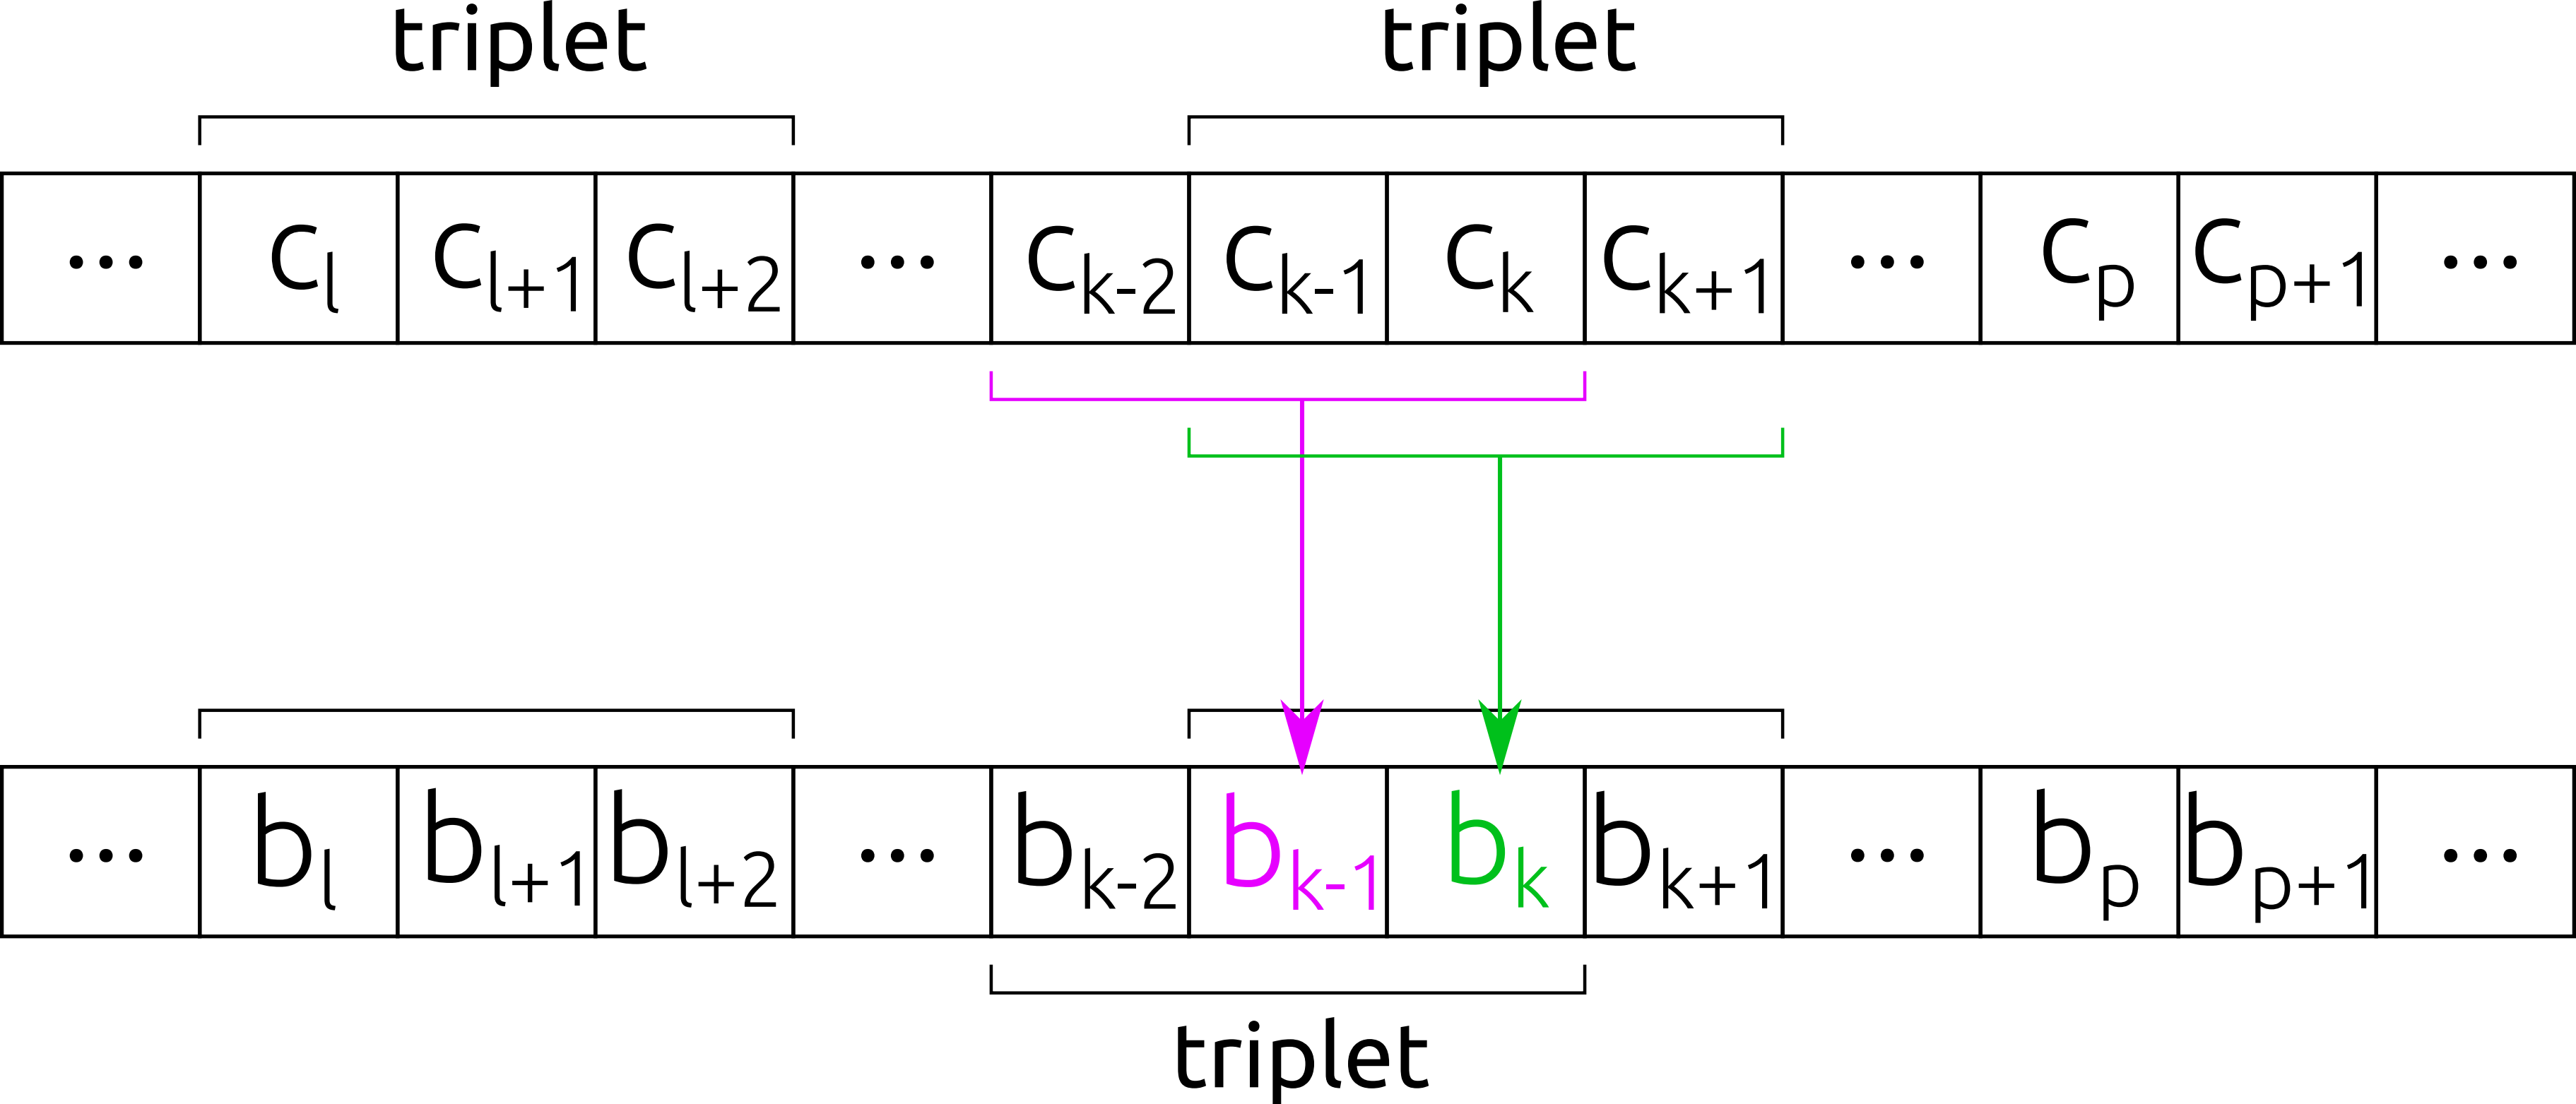 triplet triplet
... c_l c_{l+1} c_{l+2} ... c_{k-2} c_{k-1} c_k c_{k+1} ... c_p c_{p+1} ...
... b_l b_{l+1} b_{l+2} ... b_{k-2} b_{k-1} b_k b_{k+1} ... b_p b_{p+1} ...
triplet